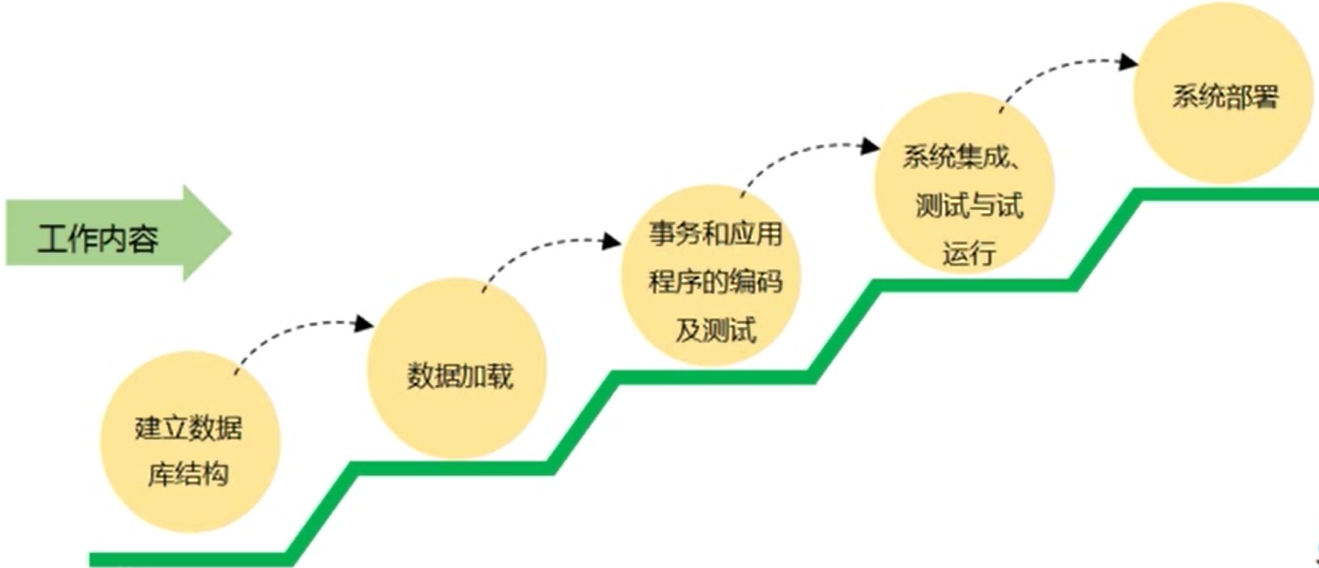 工作内容
建立数据
库结构
数据加载
事务和应用
程序的编码
及测试
系统集成、
测试与试
运行
系统部署